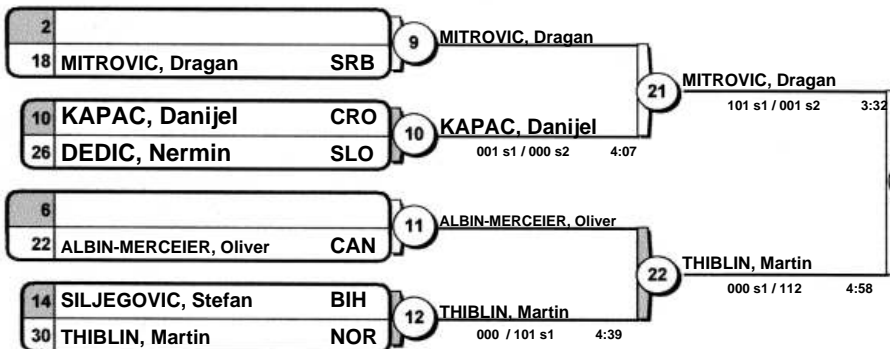 2
18 MITROVIC, Dragan SRB
9
MITROVIC, Dragan
10 KAPAC, Danijel CRO
26 DEDIC, Nermin SLO
10
KAPAC, Danijel
001 s1 / 000 s2 4:07
21
MITROVIC, Dragan
101 s1 / 001 s2 3:32
6
22 ALBIN-MERCEIER, Oliver CAN
11
ALBIN-MERCEIER, Oliver
14 SILJEGOVIC, Stefan BIH
30 THIBLIN, Martin NOR
12
THIBLIN, Martin
000 / 101 s1 4:39
22
THIBLIN, Martin
000 s1 / 112 4:58